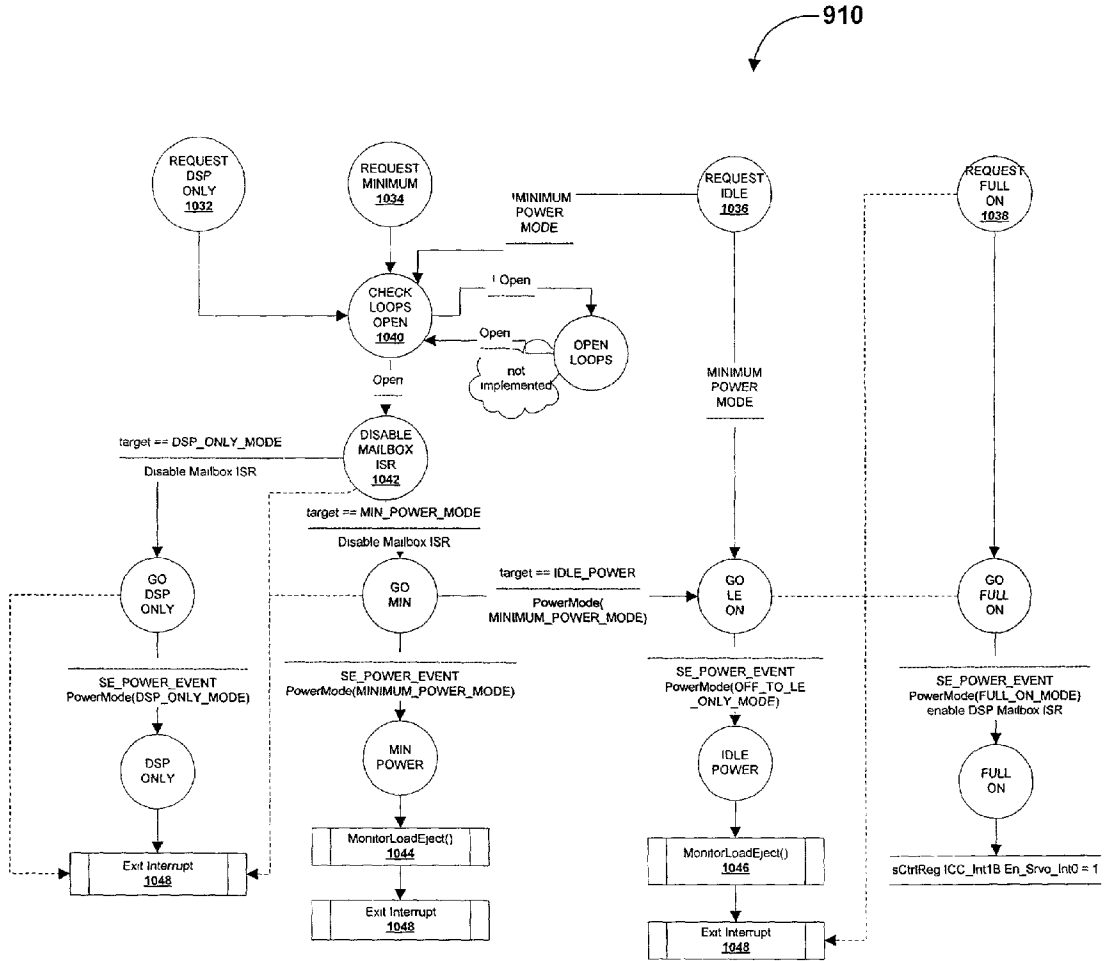 910
REQUEST
DSP
ONLY
1032
REQUEST
MINIMUM
1034
REQUEST
IDLE
1036
REQUEST
FULL
ON
1038
!MINIMUM
POWER
MODE
CHECK
LOOPS
OPEN
1040
! Open
Open
OPEN
LOOPS
not
implemented
Open
MINIMUM
POWER
MODE
DISABLE
MAILBOX
ISR
1042
target == DSP_ONLY_MODE
Disable Mailbox ISR
target == MIN_POWER_MODE
Disable Mailbox ISR
GO
DSP
ONLY
GO
MIN
target == IDLE_POWER
PowerMode(
MINIMUM_POWER_MODE)
GO
LE
ON
GO
FULL
ON
SE_POWER_EVENT
PowerMode(DSP_ONLY_MODE)
SE_POWER_EVENT
PowerMode(MINIMUM_POWER_MODE)
SE_POWER_EVENT
PowerMode(OFF_TO_LE
_ONLY_MODE)
SE_POWER_EVENT
PowerMode(FULL_ON_MODE)
enable DSP Mailbox ISR
DSP
ONLY
MIN
POWER
IDLE
POWER
FULL
ON
MonitorLoadEject()
1044
MonitorLoadEject()
1046
sCtrlReg ICC_Int1B En_Srvo_Int0 = 1
Exit Interrupt
1048
Exit Interrupt
1048
Exit Interrupt
1048